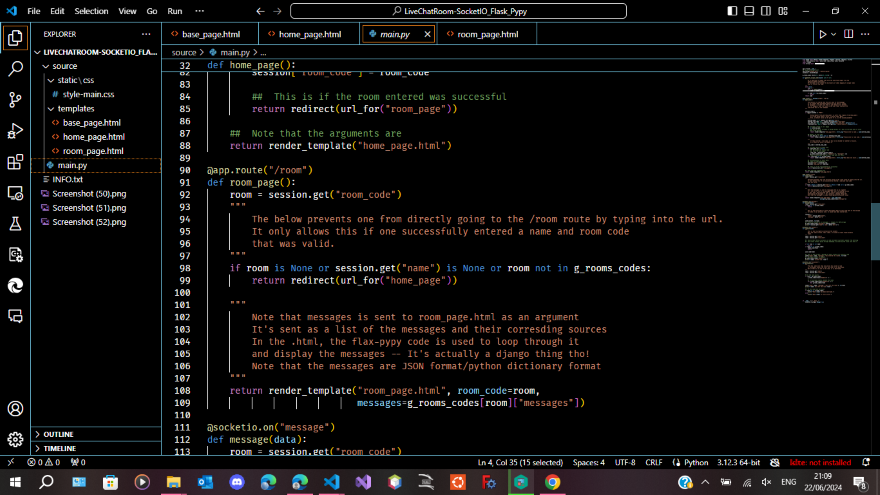 File Edit Selection View Go Run ··· LiveChatRoom-SocketIO_Flask_Pypy
EXPLORER ···
LIVECHATROOM-SOCKETIO_FLA...
source
static\css
style-main.css
templates
base_page.html
home_page.html
room_page.html
main.py
INFO.txt
Screenshot (50).png
Screenshot (51).png
Screenshot (52).png
OUTLINE
TIMELINE
base_page.html home_page.html main.py room_page.html
source > main.py > ...
32 def home_page():
82 session["room_code"] = room_code
83
84 ## This is if the room entered was successful
85 return redirect(url_for("room_page"))
86
87 ## Note that the arguments are
88 return render_template("home_page.html")
89
90 @app.route("/room")
91 def room_page():
92 room = session.get("room_code")
93 """
94 The below prevents one from directly going to the /room route by typing into the url.
95 It only allows this if one successfully entered a name and room code
96 that was valid.
97 """
98 if room is None or session.get("name") is None or room not in g_rooms_codes:
99 return redirect(url_for("home_page"))
100
101 """
102 Note that messages is sent to room_page.html as an argument
103 It's sent as a list of the messages and their corresding sources
104 In the .html, the flax-pypy code is used to loop through it
105 and display the messages -- It's actually a django thing tho!
106 Note that the messages are JSON format/python dictionary format
107 """
108 return render_template("room_page.html", room_code=room,
109 messages=g_rooms_codes[room]["messages"])
110
111 @socketio.on("message")
112 def message(data):
113 room = session.get("room_code")
0 0 0 Ln 4, Col 35 (15 selected) Spaces: 4 UTF-8 CRLF Python 3.12.3 64-bit
ENG 21:09
22/06/2024 8